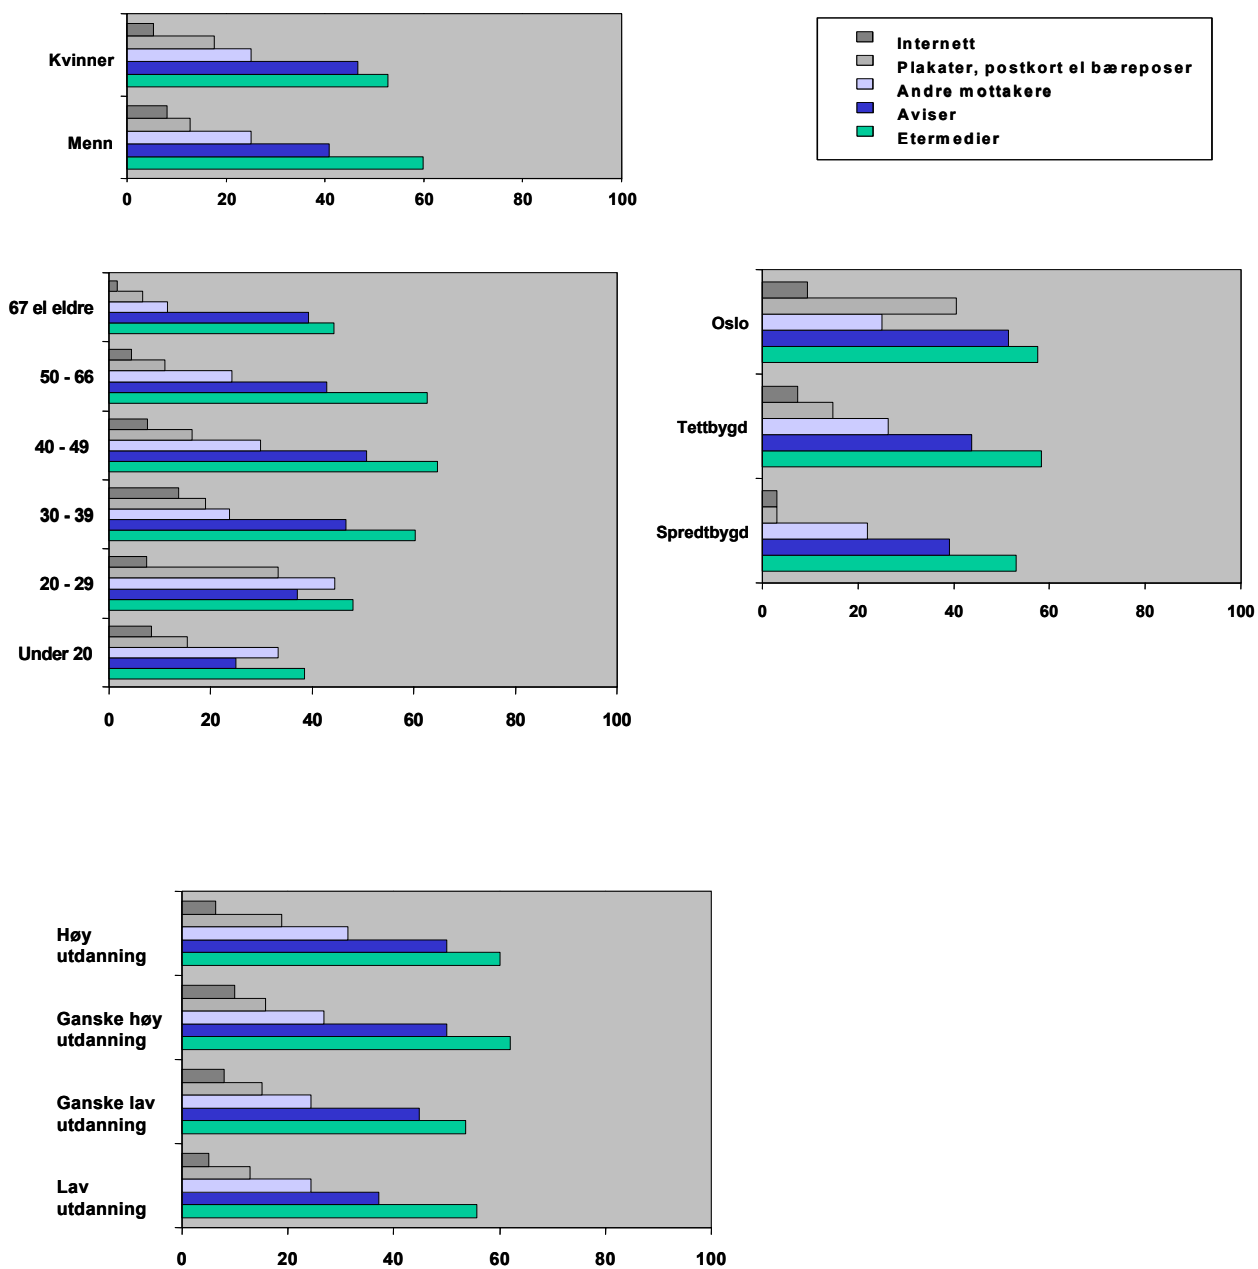 Kvinner
Menn
0 20 40 60 80 100
Internett
Plakater, postkort el bæreposer
Andre mottakere
Aviser
Etermedier
67 el eldre
50 - 66
40 - 49
30 - 39
20 - 29
Under 20
0 20 40 60 80 100
Oslo
Tettbygd
Spredtbygd
0 20 40 60 80 100
Høy
utdanning
Ganske høy
utdanning
Ganske lav
utdanning
Lav
utdanning
0 20 40 60 80 100